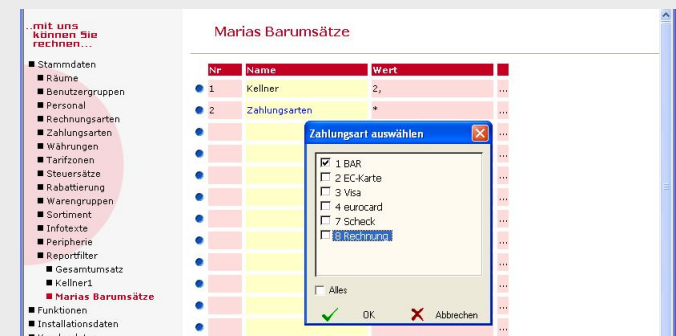 ..mit uns
können Sie
rechnen...
Marias Barumsätze
Stammdaten
Räume
Benutzergruppen
Personal
Rechnungsarten
Zahlungsarten
Währungen
Tarifzonen
Steuersätze
Rabattierung
Warengruppen
Sortiment
Infotexte
Peripherie
Reportfilter
Gesamtumsatz
Kellner1
Marias Barumsätze
Funktionen
Installationsdaten
Nr Name Wert
1 Kellner 2, ...
2 Zahlungsarten * ...
...
...
...
...
...
...
...
...
...
...
Zahlungsart auswählen
1 BAR
2 EC-Karte
3 Visa
4 eurocard
7 Scheck
8 Rechnung
Alles
OK Abbrechen